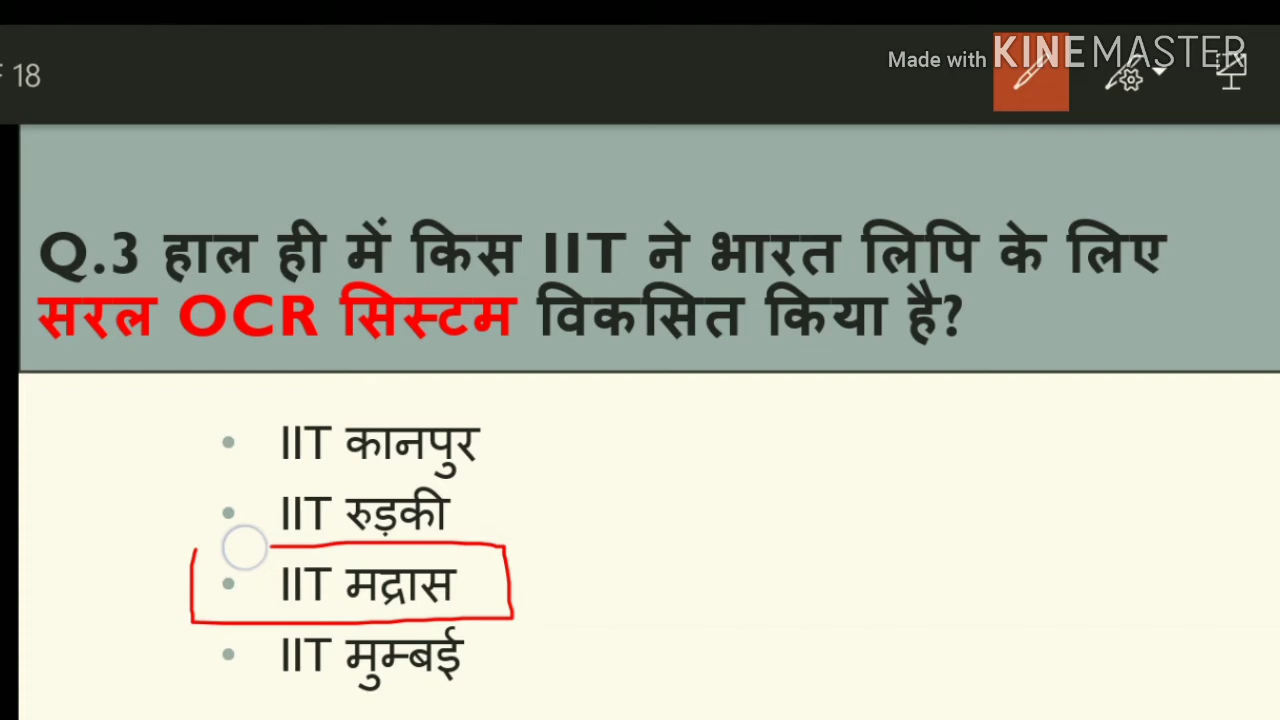 Made with KINEMASTER
18
Q.3 हाल ही में किस IIT ने भारत लिपि के लिए
सरल OCR सिस्टम विकसित किया है?
IIT कानपुर
IIT रुड़की
IIT मद्रास
IIT मुम्बई